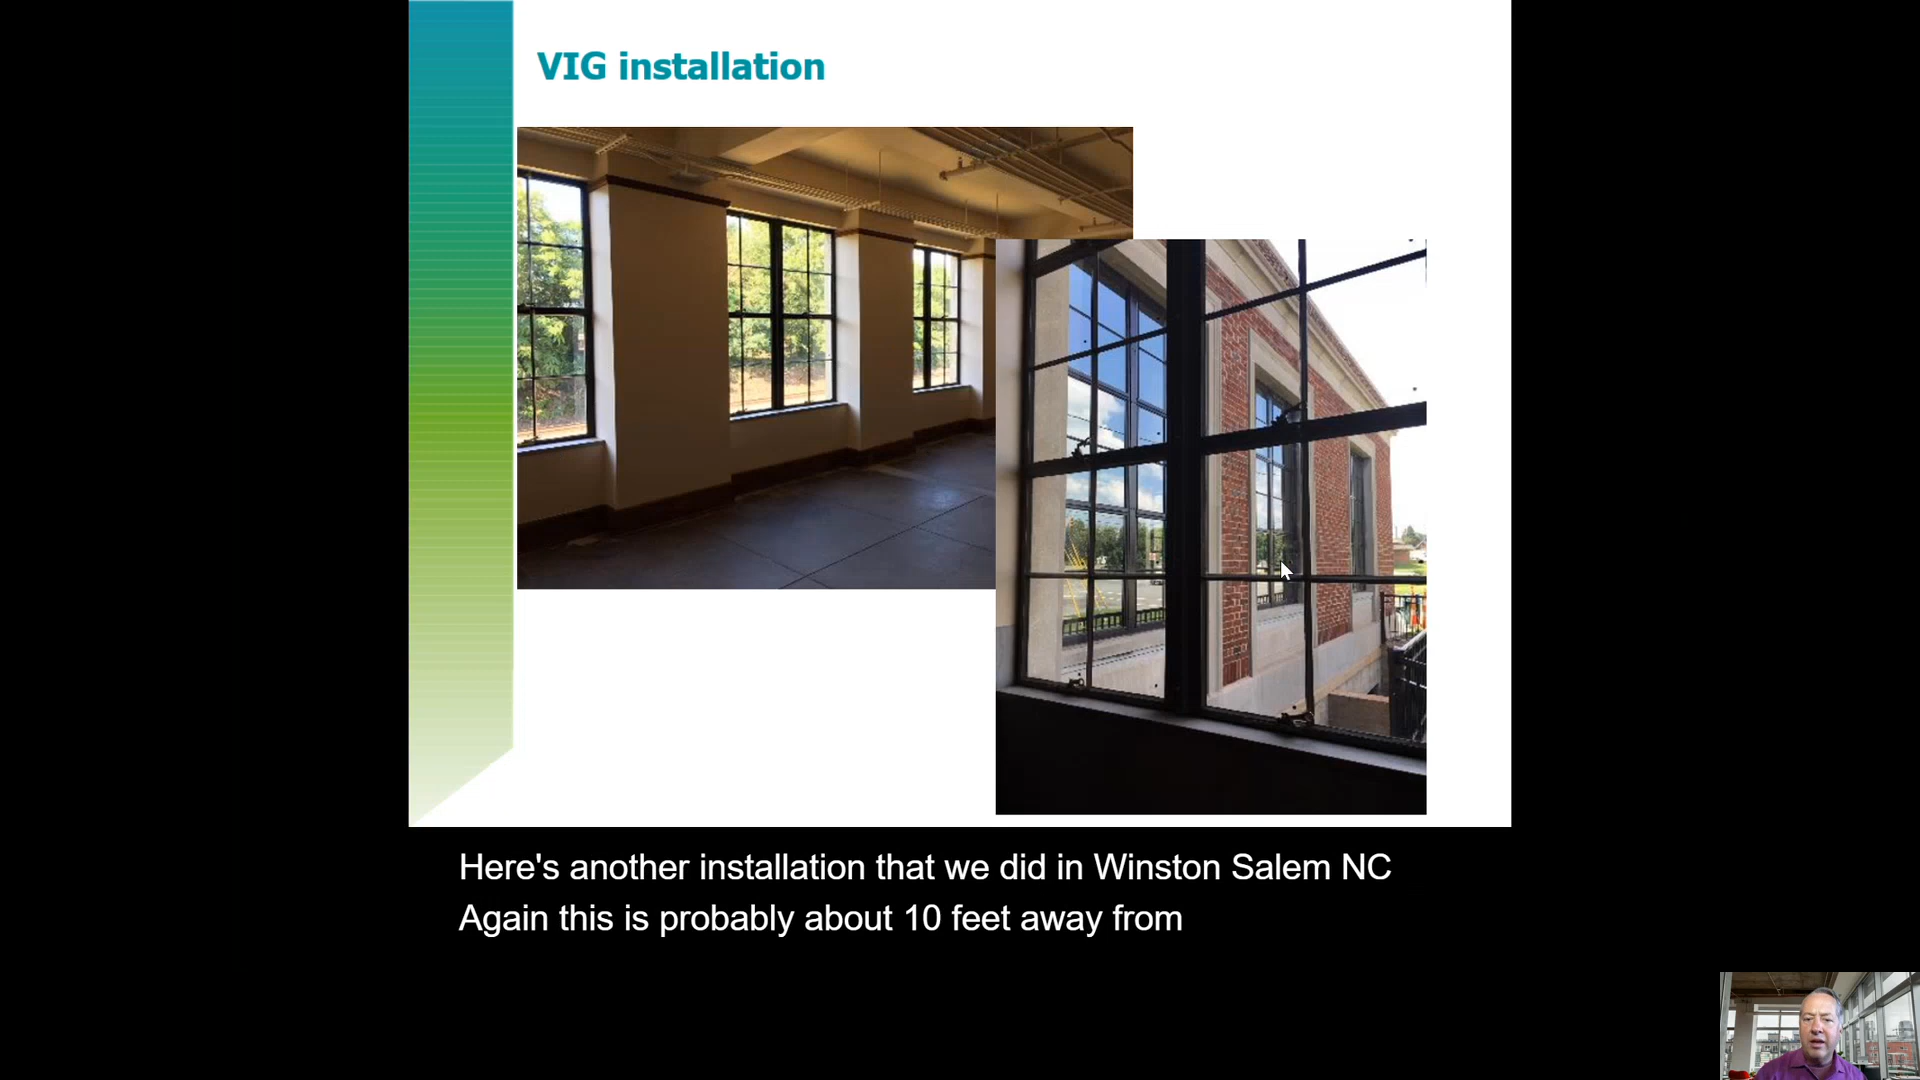 VIG installation
Here's another installation that we did in Winston Salem NC
Again this is probably about 10 feet away from